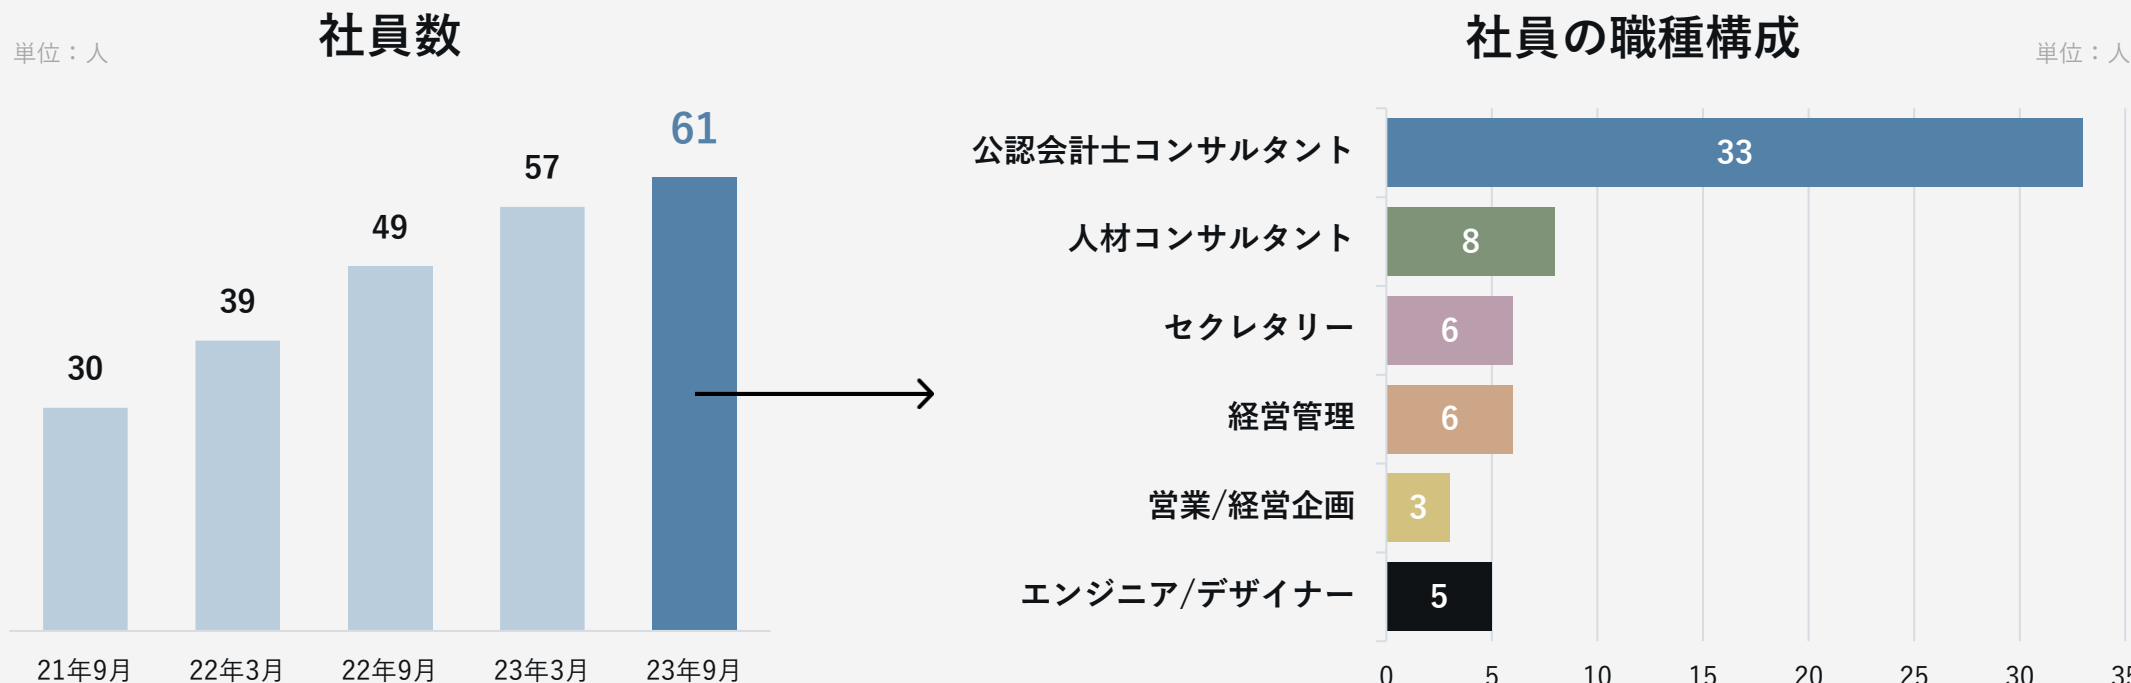 社員数
単位：人
61
57
49
39
30
21年9月 22年3月 22年9月 23年3月 23年9月
社員の職種構成
単位：人
公認会計士コンサルタント 33
人材コンサルタント 8
セクレタリー 6
経営管理 6
営業/経営企画 3
エンジニア/デザイナー 5
0 5 10 15 20 25 30 35